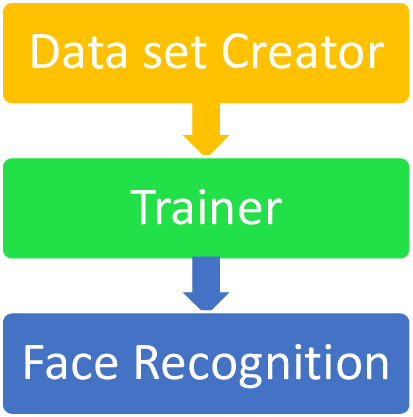 Data set Creator
Trainer
Face Recognition